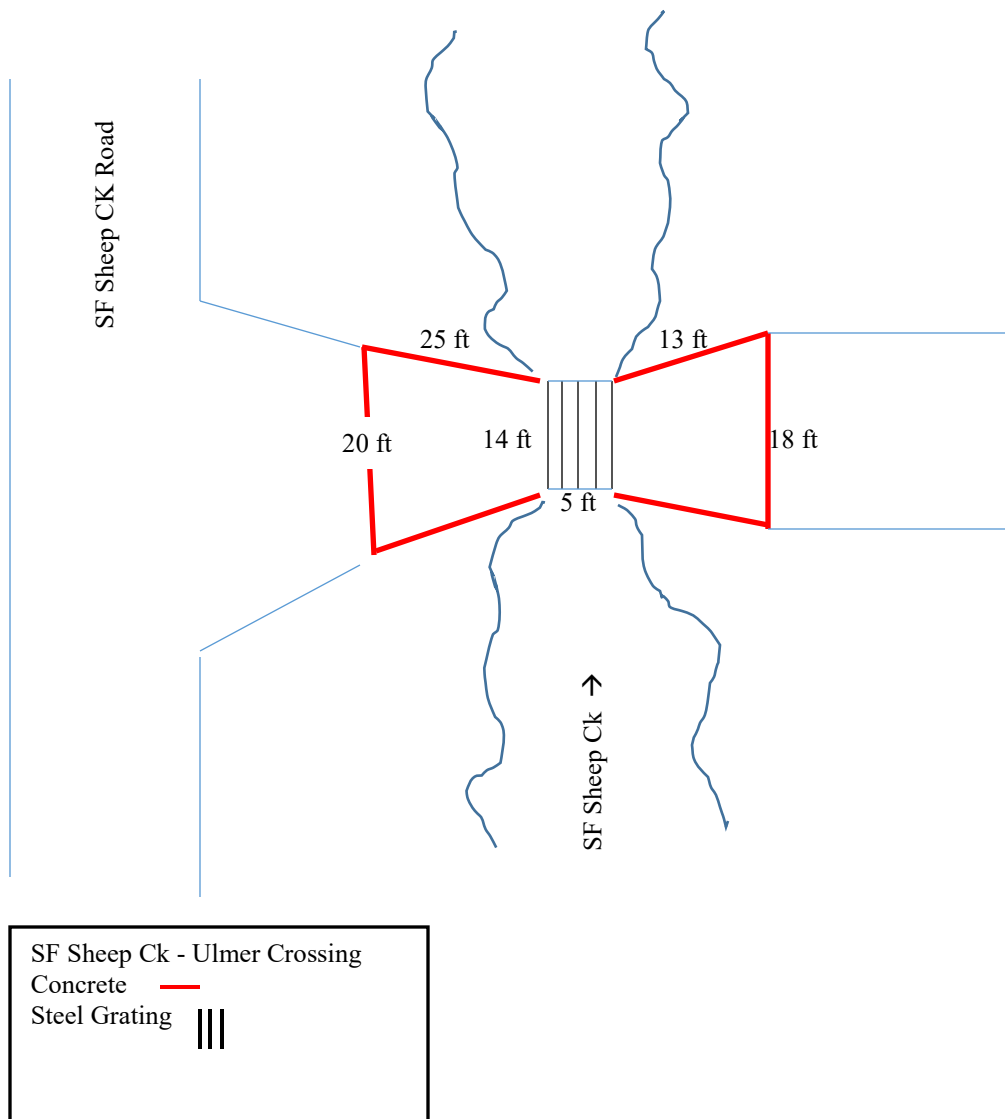 SF Sheep CK Road
25 ft
13 ft
20 ft
14 ft
18 ft
5 ft
SF Sheep Ck →
SF Sheep Ck - Ulmer Crossing
Concrete
Steel Grating